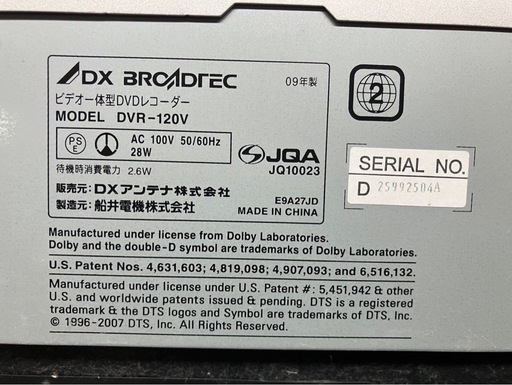 DX BROADTEC
09年製
ビデオ一体型DVDレコーダー
MODEL DVR-120V
PS
E
AC 100V 50/60Hz
28W
JQA
JQ10023
待機時消費電力 2.6W
販売元: DXアンテナ株式会社
製造元: 船井電機株式会社
E9A27JD
MADE IN CHINA
2
SERIAL NO.
D 25992504A
Manufactured under license from Dolby Laboratories.
Dolby and the double-D symbol are trademarks of Dolby Laboratories.
U.S. Patent Nos. 4,631,603; 4,819,098; 4,907,093; and 6,516,132.
Manufactured under license under U.S. Patent #: 5,451,942 & other
U.S. and worldwide patents issued & pending. DTS is a registered
trademark & the DTS logos and Symbol are trademarks of DTS, Inc.
© 1996-2007 DTS, Inc. All Rights Reserved.